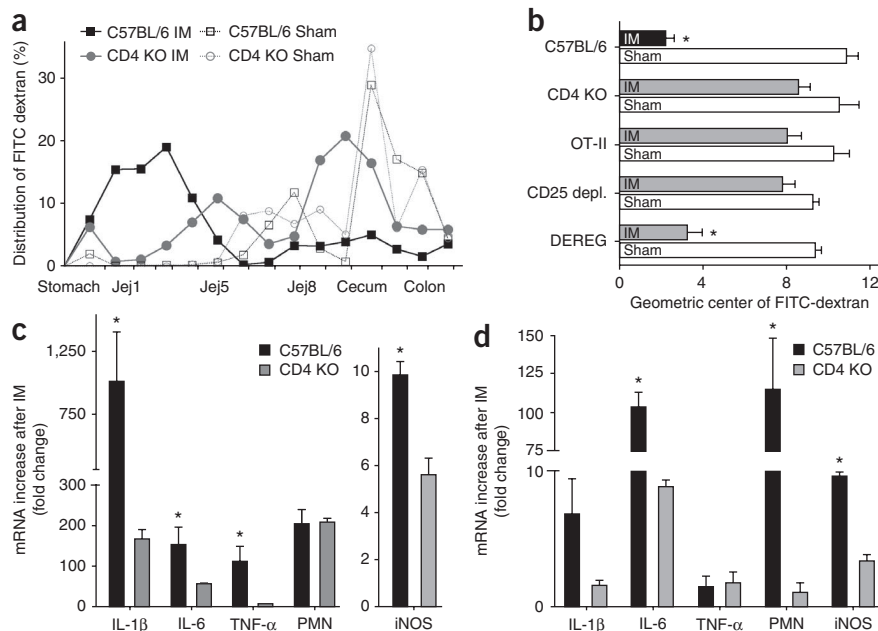 a
C57BL/6 IM
C57BL/6 Sham
CD4 KO IM
CD4 KO Sham
Distribution of FITC dextran (%)
30
20
10
0
Stomach Jej1 Jej5 Jej8 Cecum Colon
b
C57BL/6
IM
*
Sham
CD4 KO
IM
Sham
OT-II
IM
Sham
CD25 depl.
IM
Sham
DEREG
IM
*
Sham
0 4 8 12
Geometric center of FITC-dextran
c
mRNA increase after IM
(fold change)
1,250
750
300
200
100
0
C57BL/6
CD4 KO
*
*
*
IL-1β IL-6 TNF-α PMN
10
8
6
4
2
0
*
iNOS
d
mRNA increase after IM
(fold change)
150
125
100
75
10
0
C57BL/6
CD4 KO
*
*
*
IL-1β IL-6 TNF-α PMN iNOS